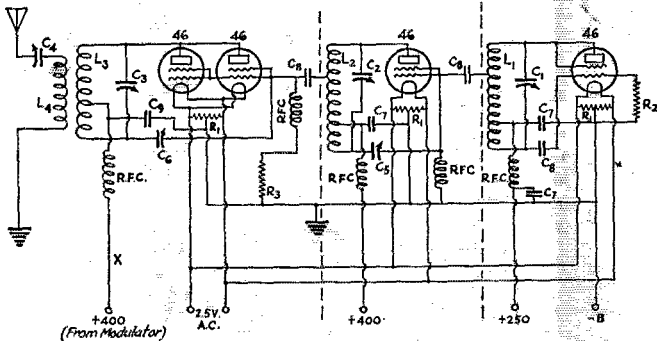 46 46 46 46
C4 L3 C8 L2 C2 C8 L1 C1
L4 C3 RFC R2
C9 R1 C7 R1 C7 R1
C6 C5 C8
R.F.C. R3 RFC RFC R.F.C. C7
X
+400 2.5V. +400 +250 -B
(From Modulator) A.C.